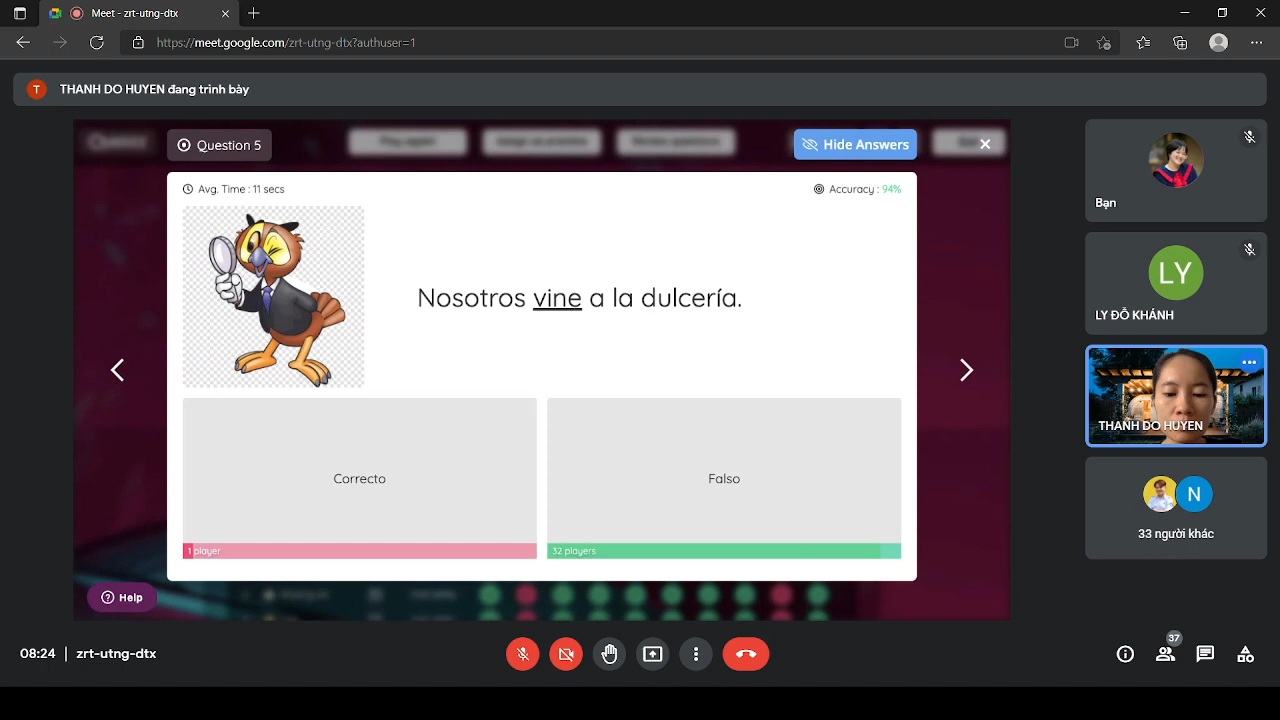 Meet - zrt-utng-dtx
https://meet.google.com/zrt-utng-dtx?authuser=1
T THANH DO HUYEN đang trình bày
Question 5
Hide Answers
Avg. Time : 11 secs
Accuracy : 94%
Nosotros vine a la dulcería.
Correcto
Falso
1 player
32 players
Help
Bạn
LY
LY ĐỖ KHÁNH
THANH DO HUYEN
N
33 người khác
08:24 | zrt-utng-dtx
37